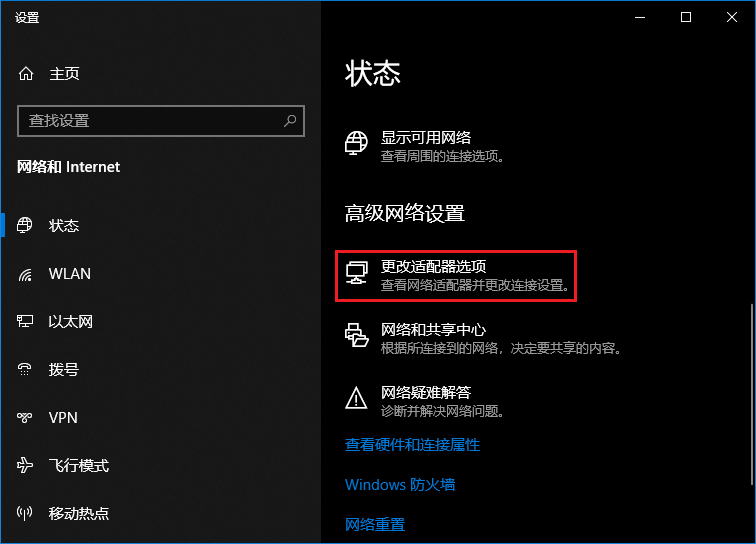 设置
主页
查找设置
网络和 Internet
状态
WLAN
以太网
拨号
VPN
飞行模式
移动热点
状态
显示可用网络
查看周围的连接选项。
高级网络设置
更改适配器选项
查看网络适配器并更改连接设置。
网络和共享中心
根据所连接到的网络，决定要共享的内容。
网络疑难解答
诊断并解决网络问题。
查看硬件和连接属性
Windows 防火墙
网络重置